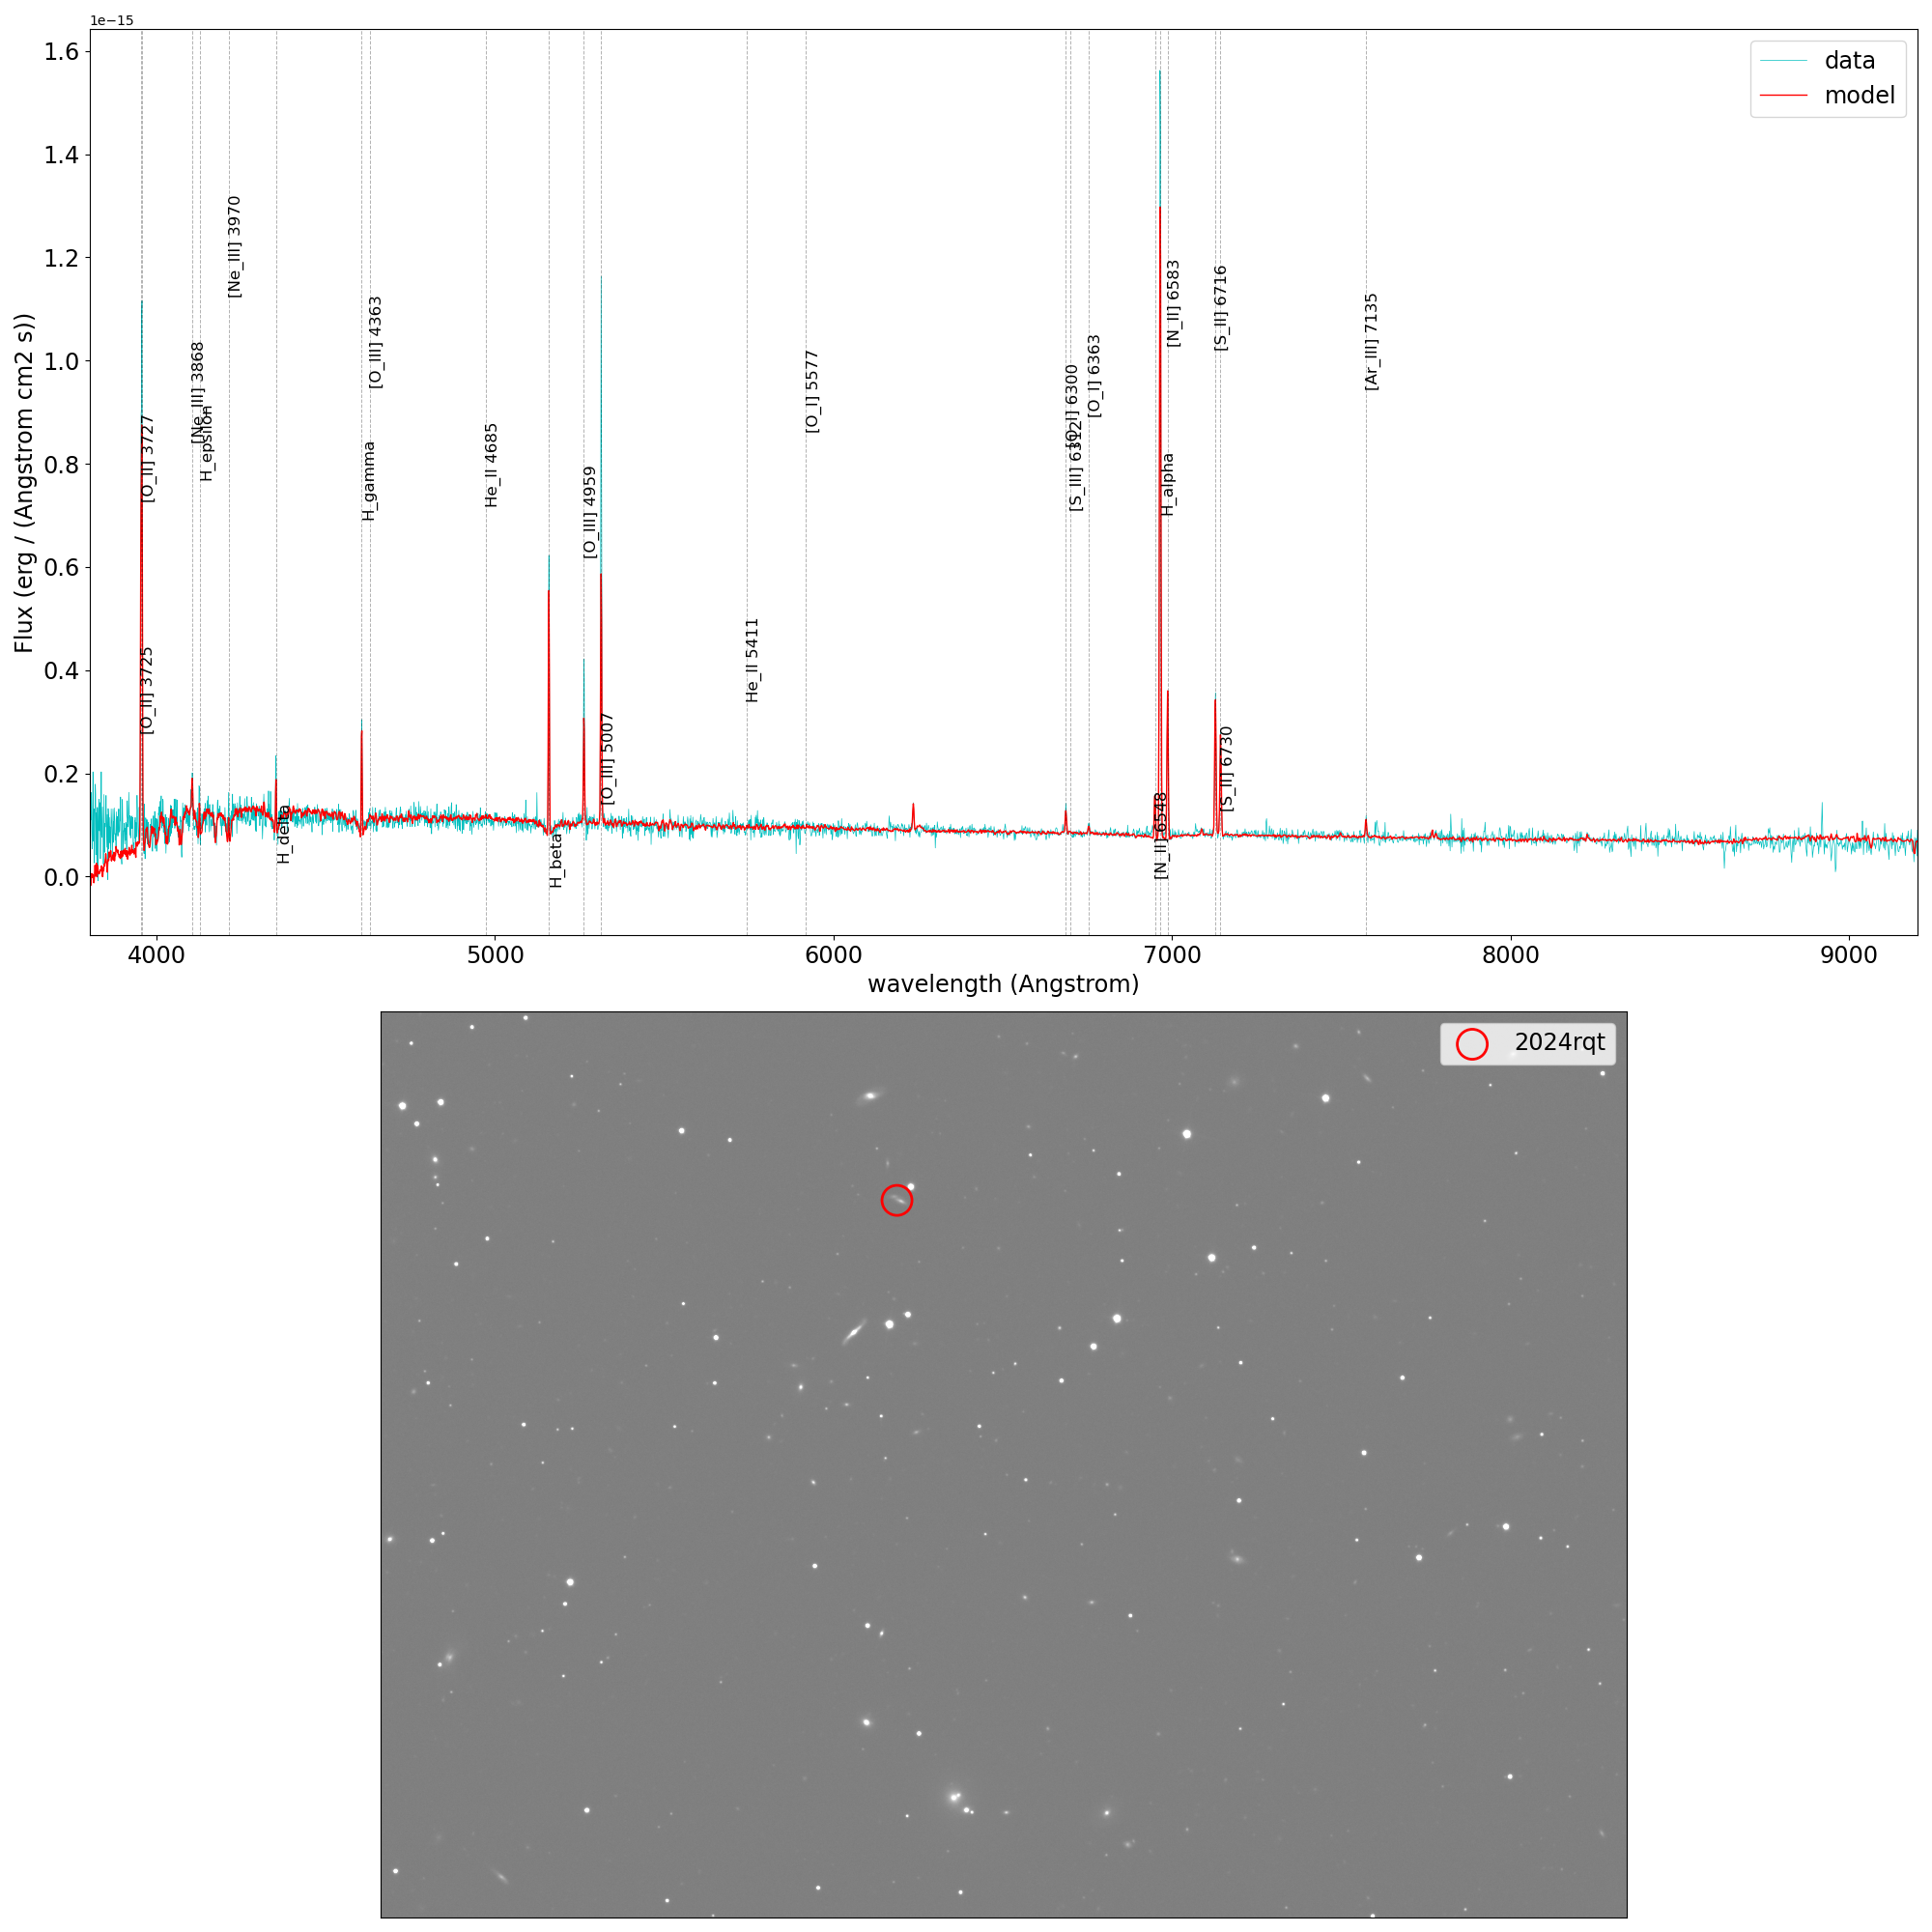 1e−15
data
model
1.6
1.4
1.2
1.0
0.8
0.6
0.4
0.2
0.0
Flux (erg / (Angstrom cm2 s))
[O_II] 3725
[O_II] 3727
[Ne_III] 3868
H_epsilon
[Ne_III] 3970
H_delta
H_gamma
[O_III] 4363
He_II 4685
H_beta
[O_III] 4959
[O_III] 5007
He_II 5411
[O_I] 5577
[O_I] 6300
[S_III] 6312
[O_I] 6363
[N_II] 6548
H_alpha
[N_II] 6583
[S_II] 6716
[S_II] 6730
[Ar_III] 7135
4000 5000 6000 7000 8000 9000
wavelength (Angstrom)
2024rqt